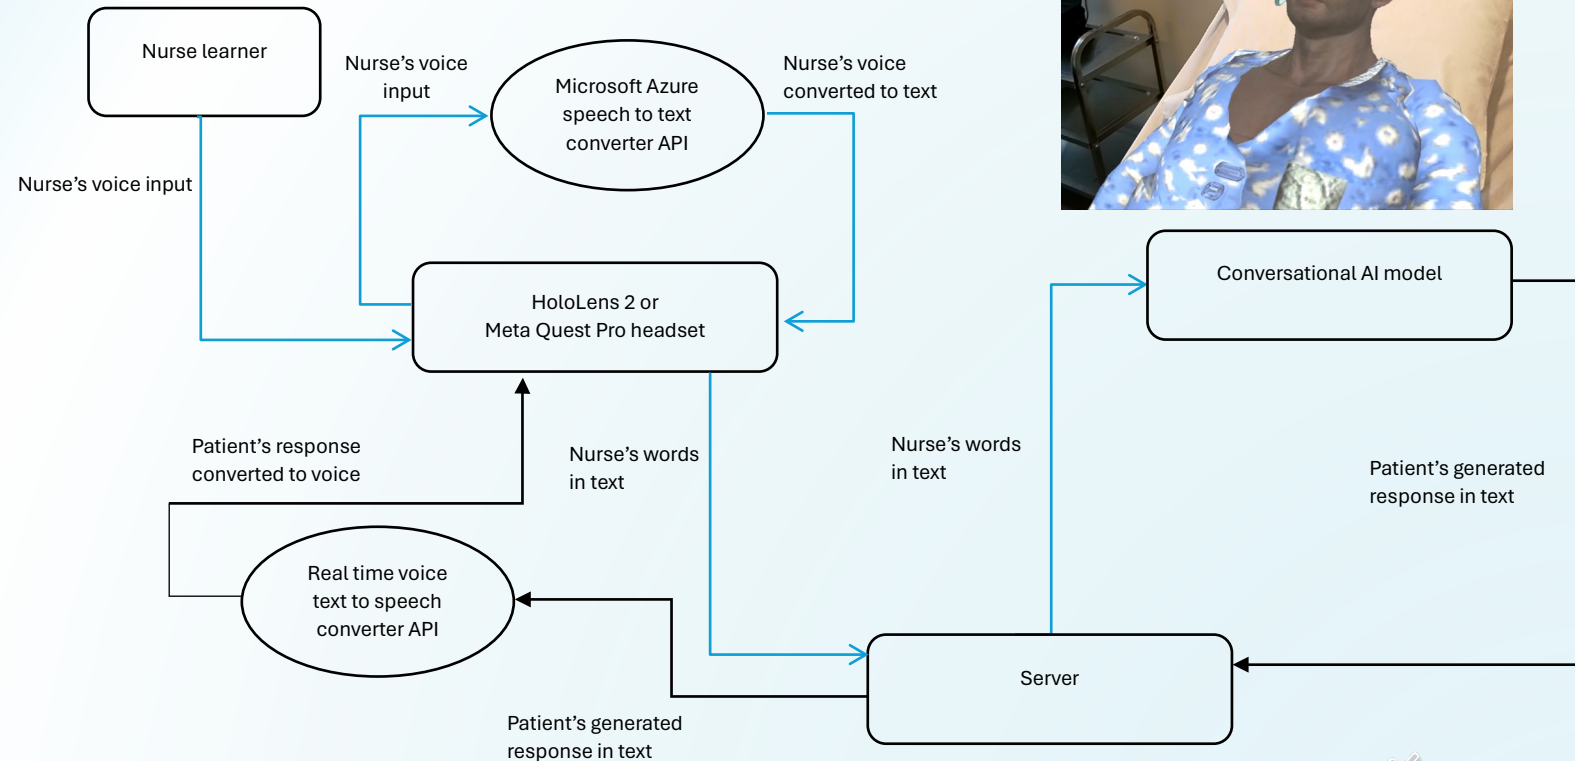 Nurse learner
Nurse's voice
input
Microsoft Azure
speech to text
converter API
Nurse's voice
converted to text
Nurse's voice input
HoloLens 2 or
Meta Quest Pro headset
Conversational AI model
Patient's response
converted to voice
Nurse's words
in text
Nurse's words
in text
Patient's generated
response in text
Real time voice
text to speech
converter API
Server
Patient's generated
response in text